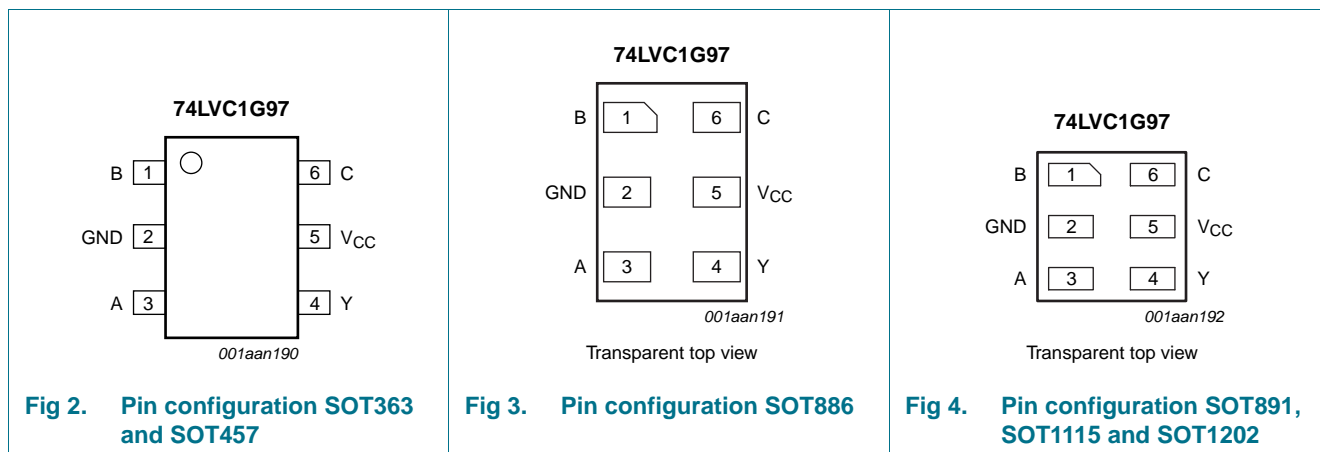 74LVC1G97
B 1 6 C
GND 2 5 VCC
A 3 4 Y
001aan190
Fig 2. Pin configuration SOT363
and SOT457
74LVC1G97
B 1 6 C
GND 2 5 VCC
A 3 4 Y
001aan191
Transparent top view
Fig 3. Pin configuration SOT886
74LVC1G97
B 1 6 C
GND 2 5 VCC
A 3 4 Y
001aan192
Transparent top view
Fig 4. Pin configuration SOT891,
SOT1115 and SOT1202